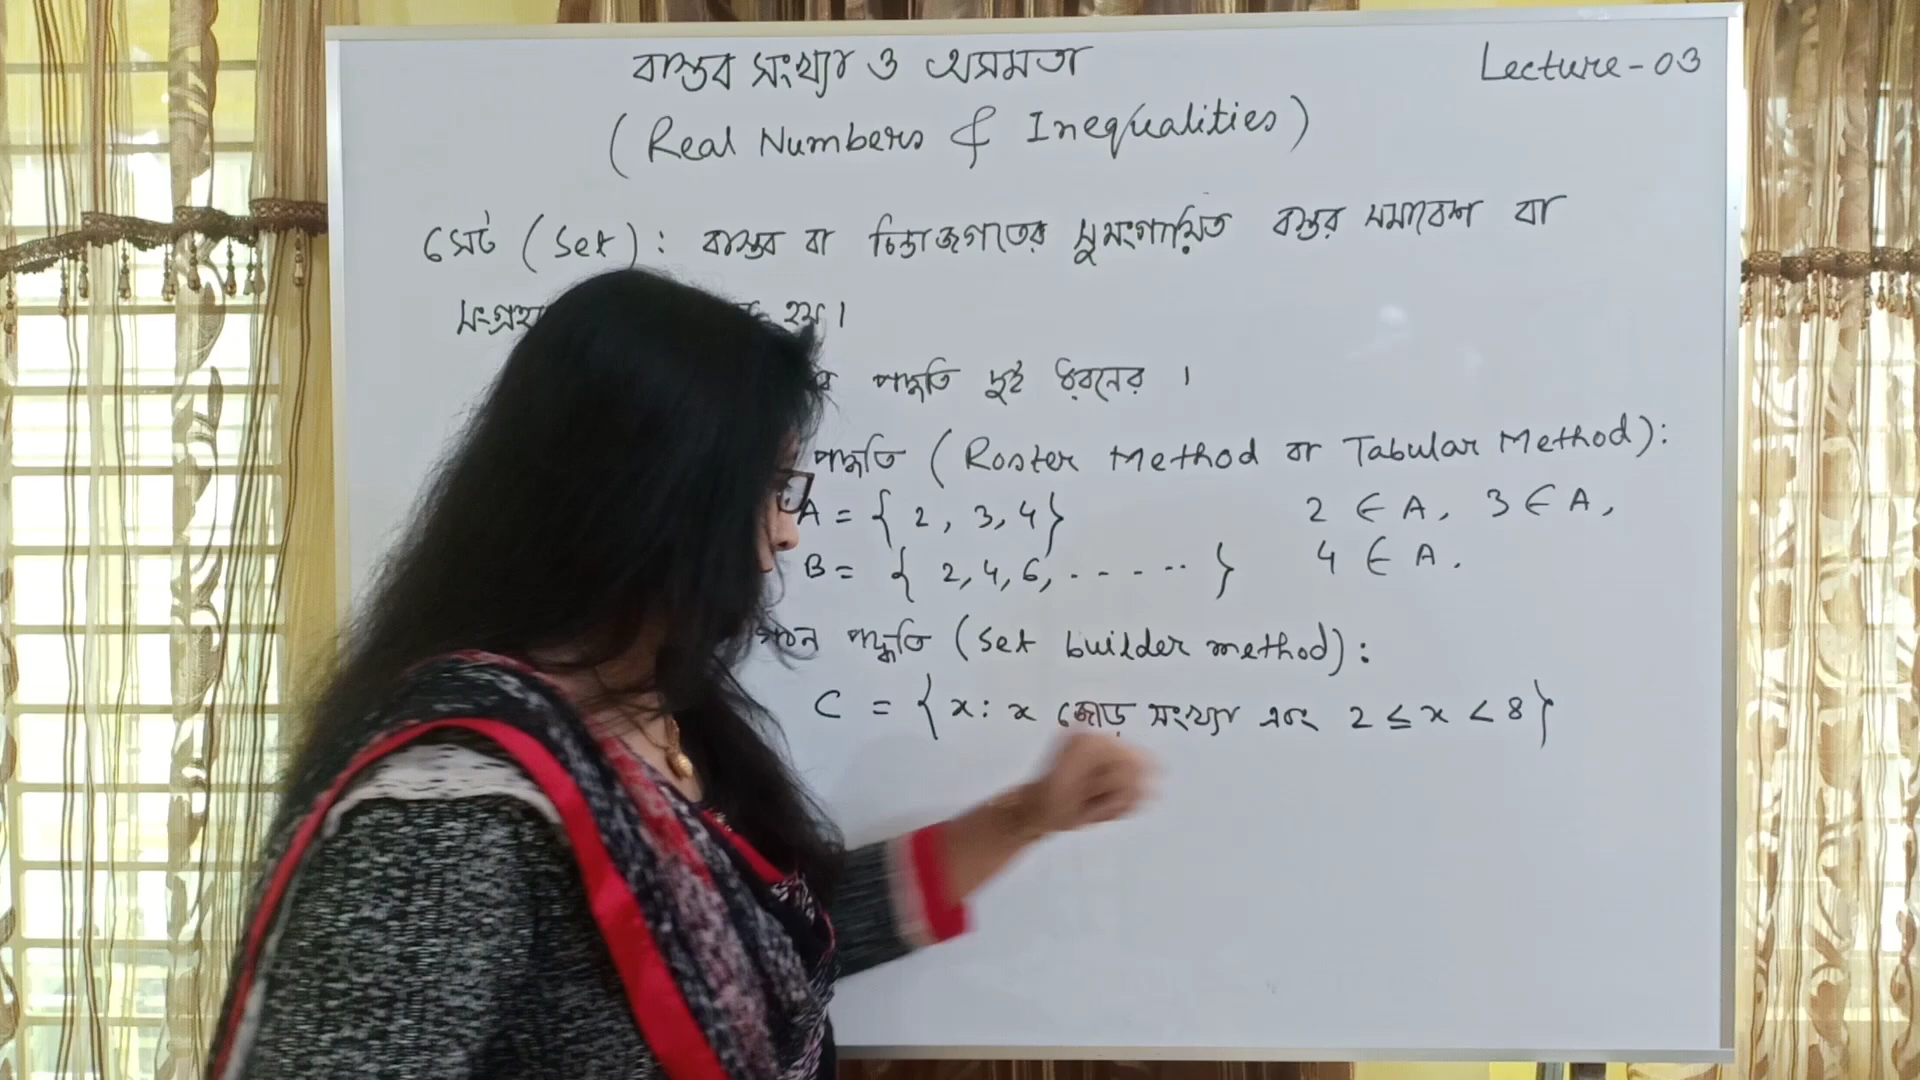 বাস্তব সংখ্যা ও অসমতা
Lecture-03
(Real Numbers & Inequalities)
সেট (Set): বাস্তব বা চিন্তাজগতের সুসংগায়িত বস্তুর সমাবেশ বা
সংগ্রহ হয়।
পদ্ধতি দুই ধরনের।
পদ্ধতি (Roster Method or Tabular Method):
A = { 2, 3, 4} 2 ∈ A, 3 ∈ A,
B = { 2, 4, 6, ------ } 4 ∈ A.
গঠন পদ্ধতি (Set builder method):
C = {x: x জোড় সংখ্যা এবং 2 ≤ x < 8}